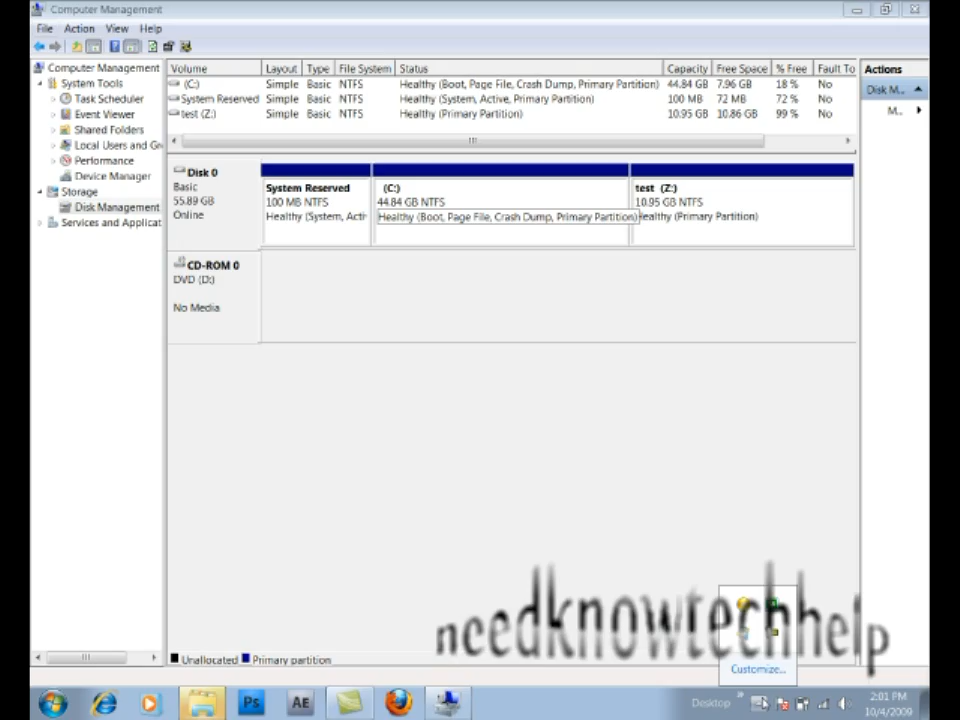 Computer Management
File Action View Help
Computer Management
System Tools
Task Scheduler
Event Viewer
Shared Folders
Local Users and Gr
Performance
Device Manager
Storage
Disk Management
Services and Applicat
Volume Layout Type File System Status Capacity Free Space % Free Fault To
(C:) Simple Basic NTFS Healthy (Boot, Page File, Crash Dump, Primary Partition) 44.84 GB 7.96 GB 18 % No
System Reserved Simple Basic NTFS Healthy (System, Active, Primary Partition) 100 MB 72 MB 72 % No
test (Z:) Simple Basic NTFS Healthy (Primary Partition) 10.95 GB 10.86 GB 99 % No
Disk 0
Basic
55.89 GB
Online
System Reserved
100 MB NTFS
Healthy (System, Acti
(C:)
44.84 GB NTFS
Healthy (Boot, Page File, Crash Dump, Primary Partition)
test (Z:)
10.95 GB NTFS
Healthy (Primary Partition)
CD-ROM 0
DVD (D:)
No Media
Unallocated Primary partition
Actions
Disk M...
M...
needknowtechhelp
Customize...
Ps AE Desktop » 2:01 PM
10/4/2009